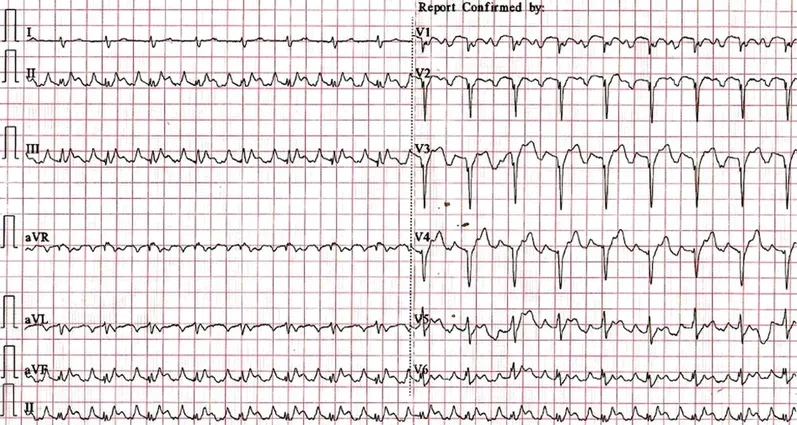 Report Confirmed by:
I
V1
II
V2
III
V3
aVR
V4
aVL
V5
aVF
V6
II